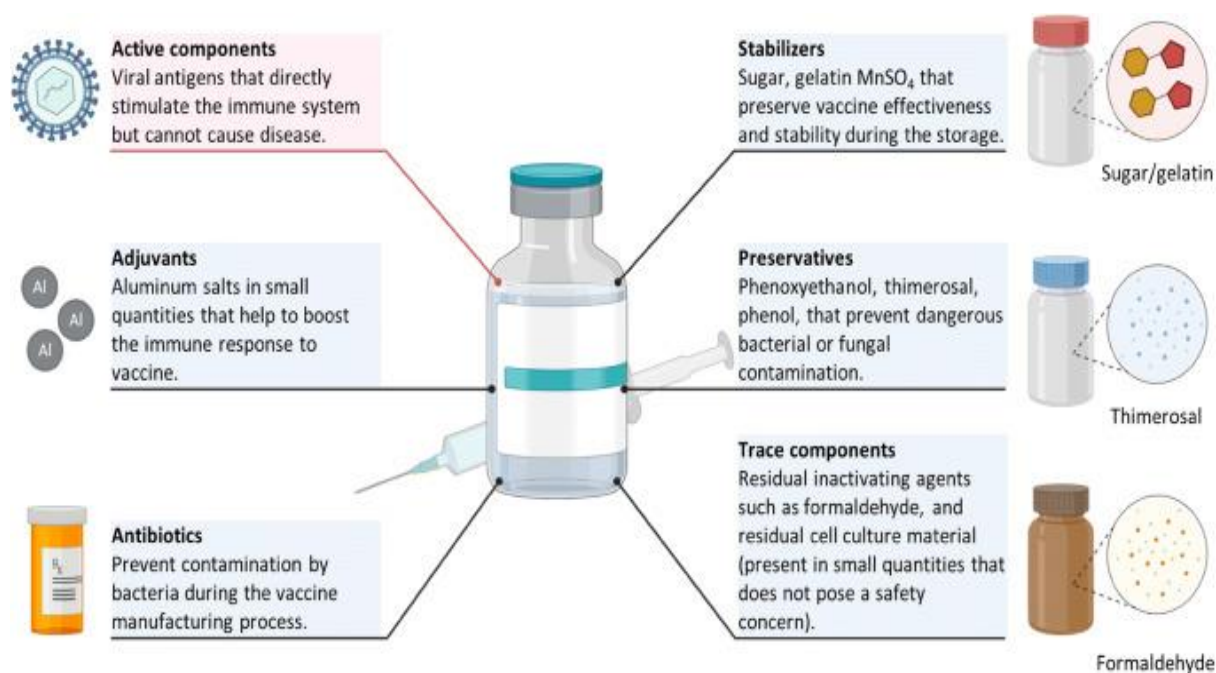 Active components
Viral antigens that directly
stimulate the immune system
but cannot cause disease.
Adjuvants
Aluminum salts in small
quantities that help to boost
the immune response to
vaccine.
Al
Al
Al
Antibiotics
Prevent contamination by
bacteria during the vaccine
manufacturing process.
Rx
Stabilizers
Sugar, gelatin MnSO₄ that
preserve vaccine effectiveness
and stability during the storage.
Sugar/gelatin
Preservatives
Phenoxyethanol, thimerosal,
phenol, that prevent dangerous
bacterial or fungal
contamination.
Thimerosal
Trace components
Residual inactivating agents
such as formaldehyde, and
residual cell culture material
(present in small quantities that
does not pose a safety
concern).
Formaldehyde